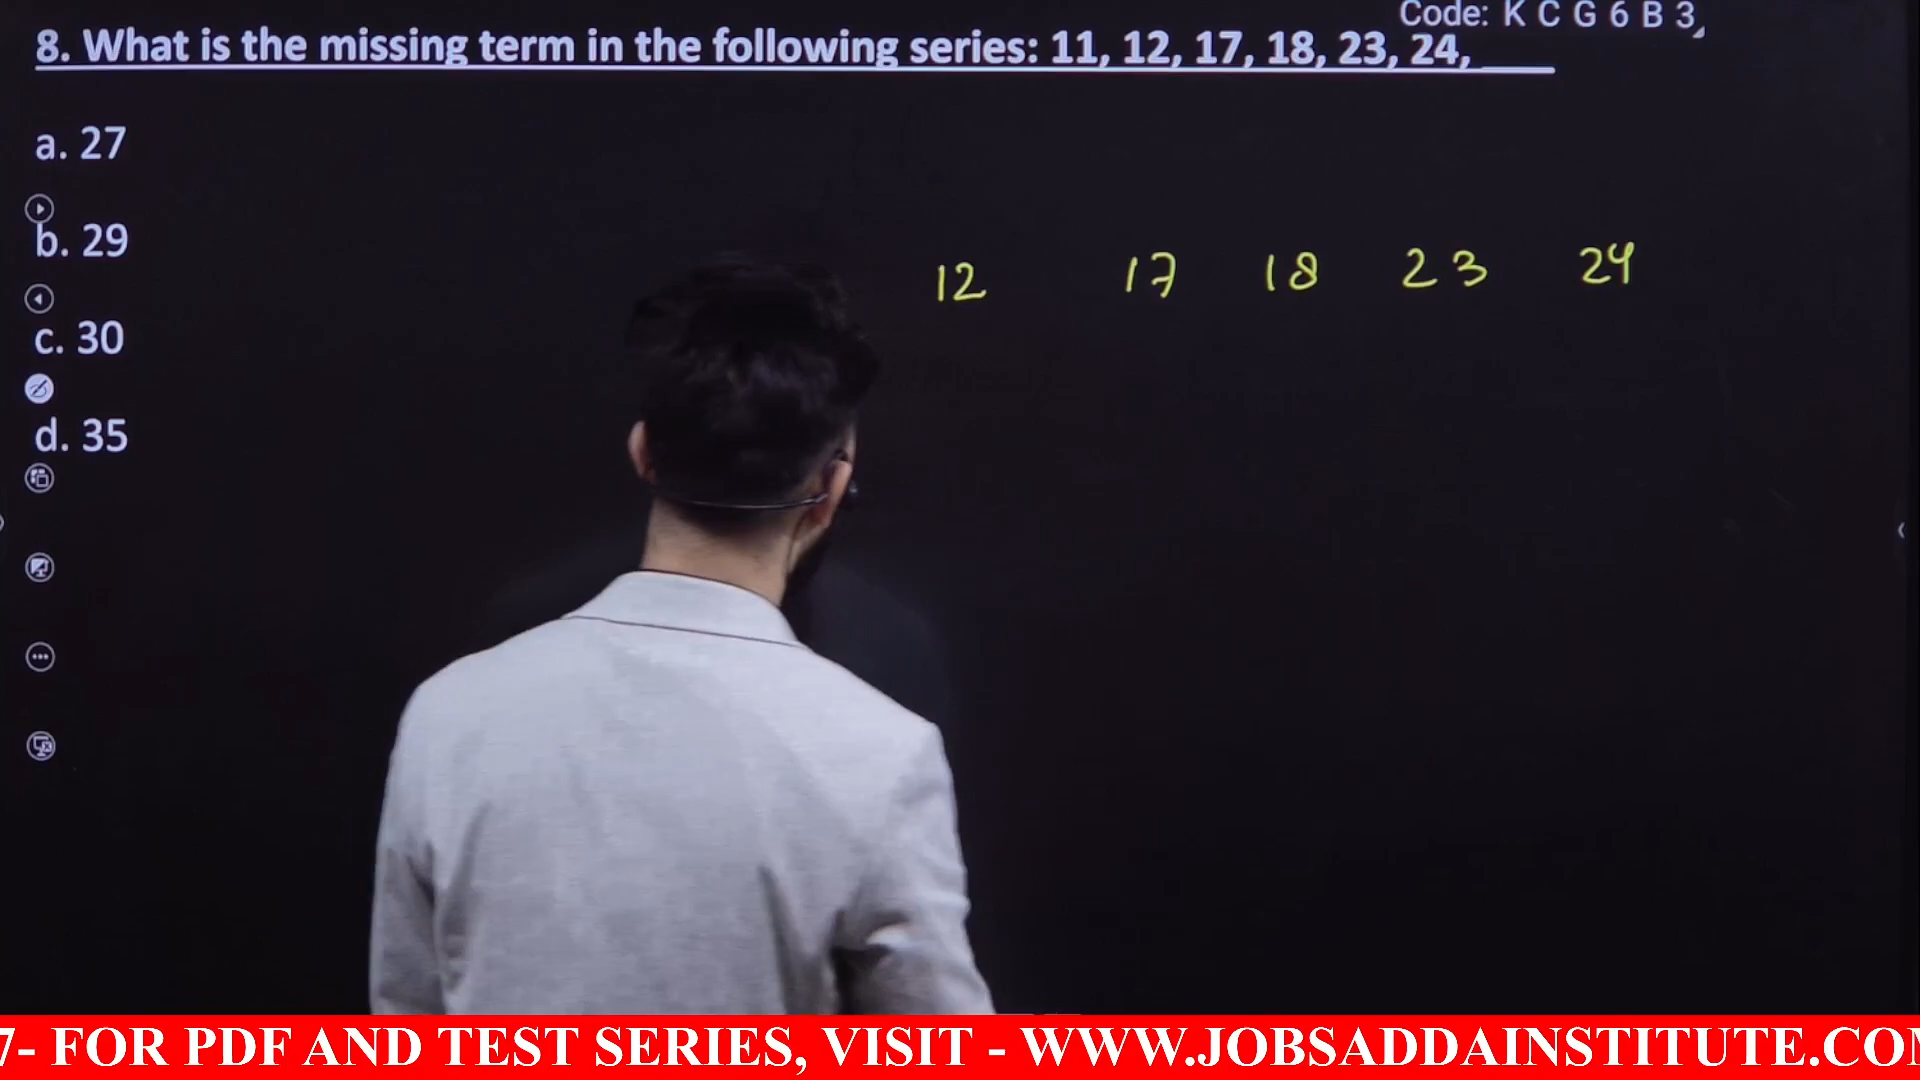 Code: K C G 6 B 3
8. What is the missing term in the following series: 11, 12, 17, 18, 23, 24, ____
a. 27
b. 29
c. 30
d. 35
12 17 18 23 24
7- FOR PDF AND TEST SERIES, VISIT - WWW.JOBSADDAINSTITUTE.COM